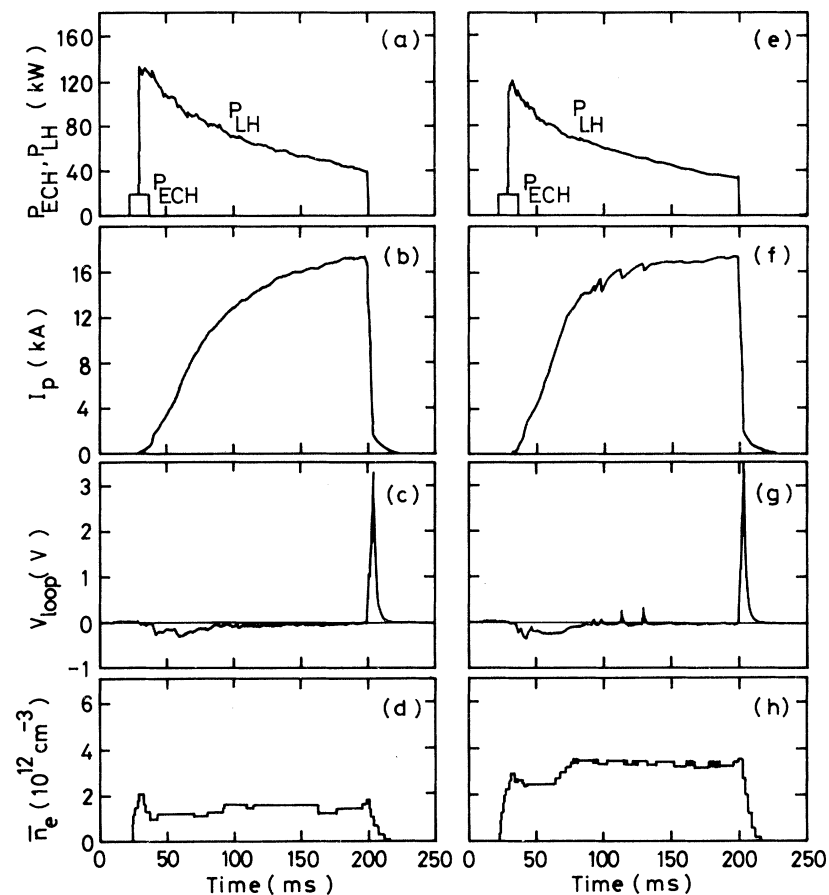 P_ECH, P_LH (kW)
160
120
80
40
0
(a)
P_LH
P_ECH
(e)
P_LH
P_ECH
I_p (kA)
16
12
8
4
0
(b)
(f)
V_loop (V)
3
2
1
0
-1
(c)
(g)
n̅_e (10^12 cm^-3)
6
4
2
0
(d)
(h)
0 50 100 150 200 250
0 50 100 150 200 250
Time (ms)
Time (ms)